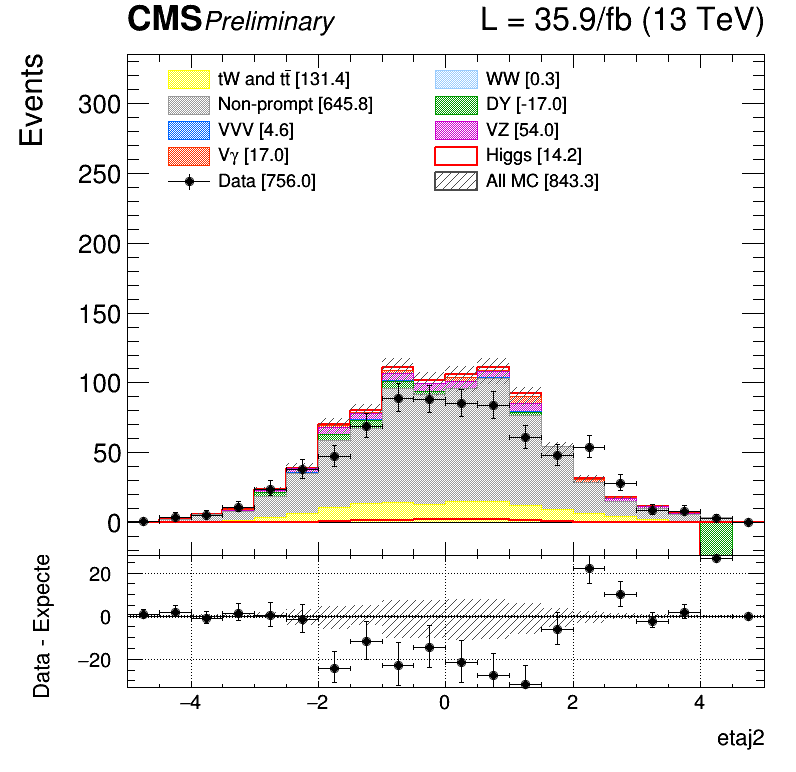 CMS Preliminary L = 35.9/fb (13 TeV)
Events
tW and tt̄ [131.4] WW [0.3]
Non-prompt [645.8] DY [-17.0]
VVV [4.6] VZ [54.0]
Vγ [17.0] Higgs [14.2]
Data [756.0] All MC [843.3]
300
250
200
150
100
50
0
Data - Expecte
20
0
−20
−4 −2 0 2 4
etaj2